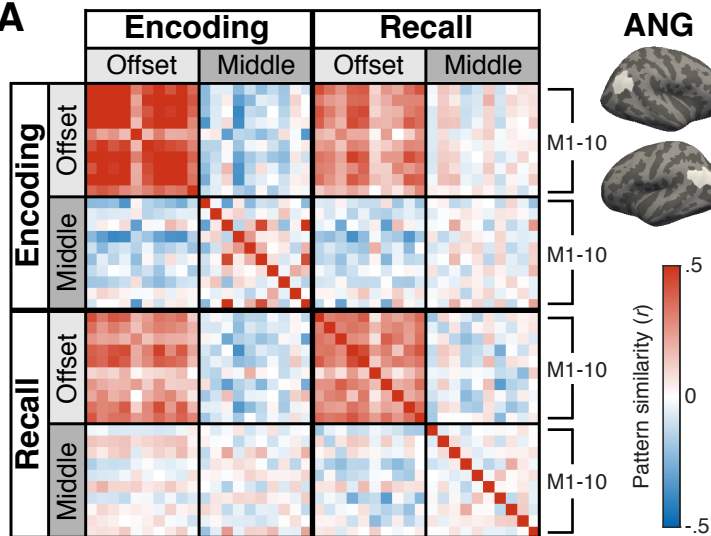 A
Encoding
Recall
ANG
Offset
Middle
Offset
Middle
Encoding
Offset
M1-10
Middle
M1-10
Recall
Offset
M1-10
Middle
M1-10
Pattern similarity (r)
.5
0
-.5